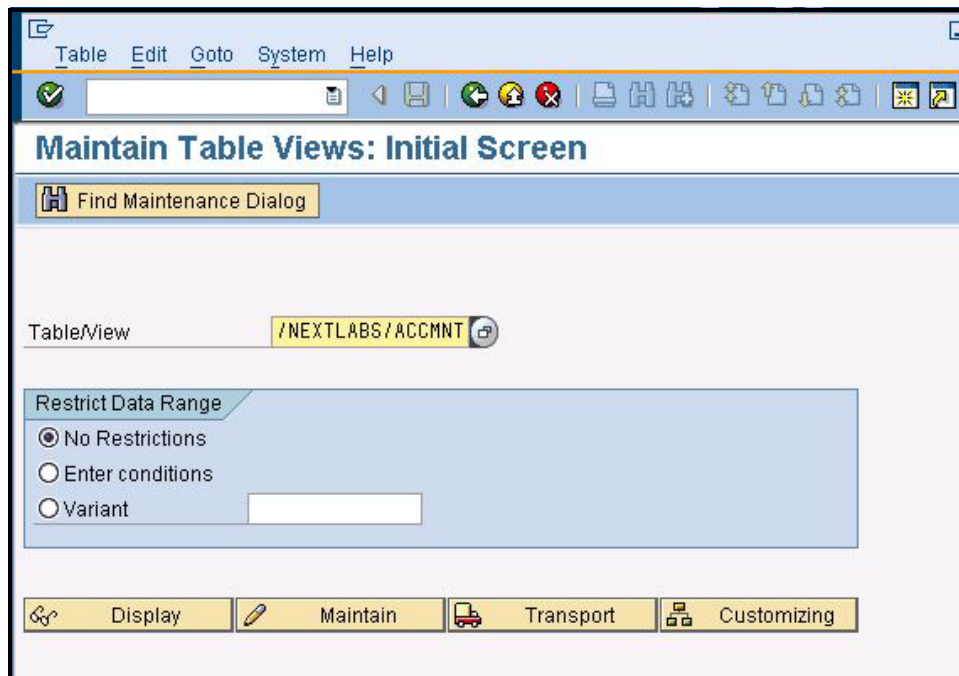 Table Edit Goto System Help
Maintain Table Views: Initial Screen
Find Maintenance Dialog
Table/View /NEXTLABS/ACCMNT
Restrict Data Range
No Restrictions
Enter conditions
Variant
Display Maintain Transport Customizing